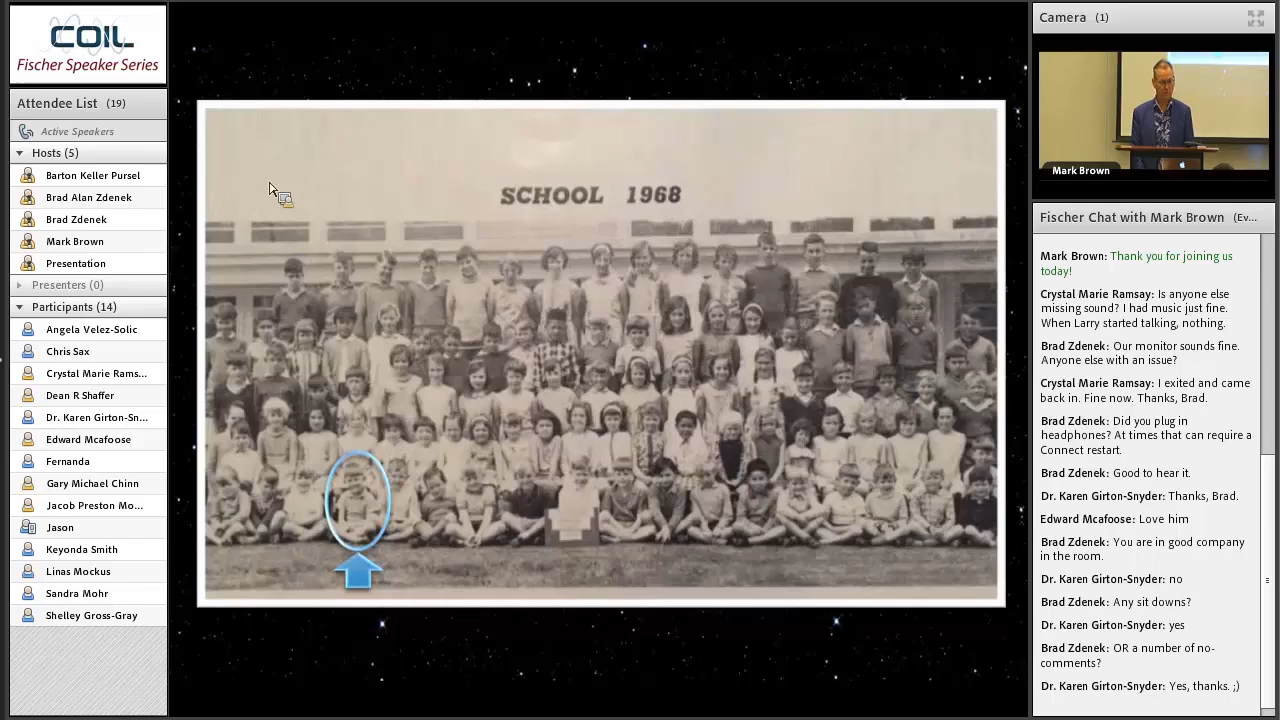 COIL
Fischer Speaker Series
Attendee List (19)
Active Speakers
Hosts (5)
Barton Keller Pursel
Brad Alan Zdenek
Brad Zdenek
Mark Brown
Presentation
Presenters (0)
Participants (14)
Angela Velez-Solic
Chris Sax
Crystal Marie Rams...
Dean R Shaffer
Dr. Karen Girton-Sn...
Edward Mcafoose
Fernanda
Gary Michael Chinn
Jacob Preston Mo...
Jason
Keyonda Smith
Linas Mockus
Sandra Mohr
Shelley Gross-Gray
SCHOOL 1968
Camera (1)
Mark Brown
Fischer Chat with Mark Brown (Ev...
Mark Brown: Thank you for joining us
today!
Crystal Marie Ramsay: Is anyone else
missing sound? I had music just fine.
When Larry started talking, nothing.
Brad Zdenek: Our monitor sounds fine.
Anyone else with an issue?
Crystal Marie Ramsay: I exited and came
back in. Fine now. Thanks, Brad.
Brad Zdenek: Did you plug in
headphones? At times that can require a
Connect restart.
Brad Zdenek: Good to hear it.
Dr. Karen Girton-Snyder: Thanks, Brad.
Edward Mcafoose: Love him
Brad Zdenek: You are in good company
in the room.
Dr. Karen Girton-Snyder: no
Brad Zdenek: Any sit downs?
Dr. Karen Girton-Snyder: yes
Brad Zdenek: OR a number of no-
comments?
Dr. Karen Girton-Snyder: Yes, thanks. ;)